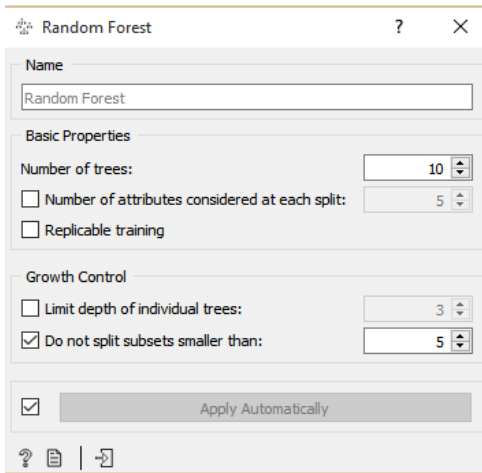 Random Forest ? ×
Name
Random Forest
Basic Properties
Number of trees: 10
Number of attributes considered at each split: 5
Replicable training
Growth Control
Limit depth of individual trees: 3
Do not split subsets smaller than: 5
Apply Automatically
?